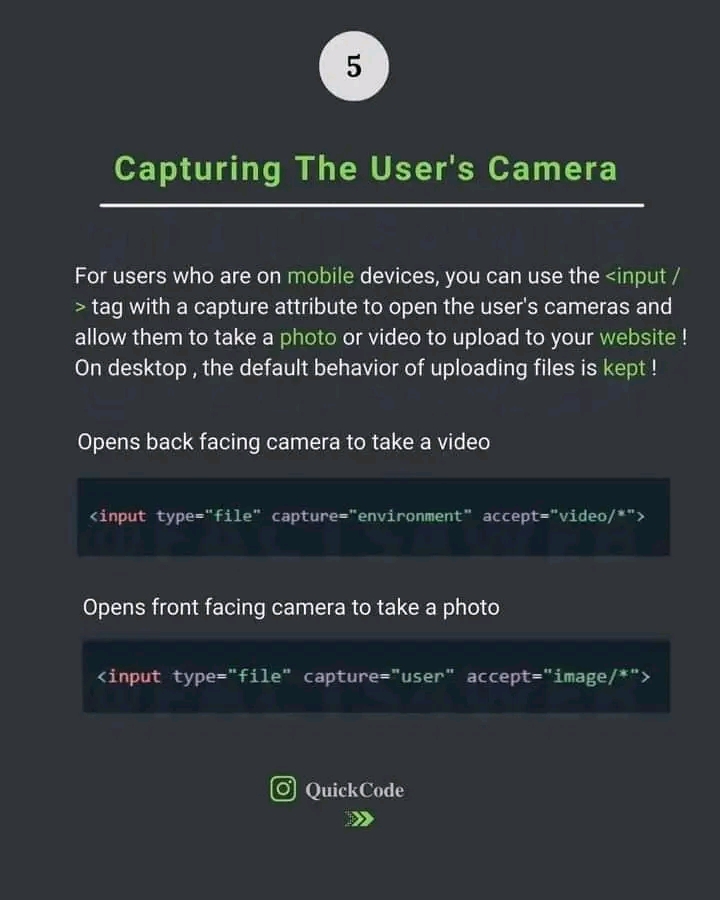 5
Capturing The User's Camera
For users who are on mobile devices, you can use the <input /
> tag with a capture attribute to open the user's cameras and
allow them to take a photo or video to upload to your website !
On desktop , the default behavior of uploading files is kept !
Opens back facing camera to take a video
<input type="file" capture="environment" accept="video/*">
Opens front facing camera to take a photo
<input type="file" capture="user" accept="image/*">
QuickCode